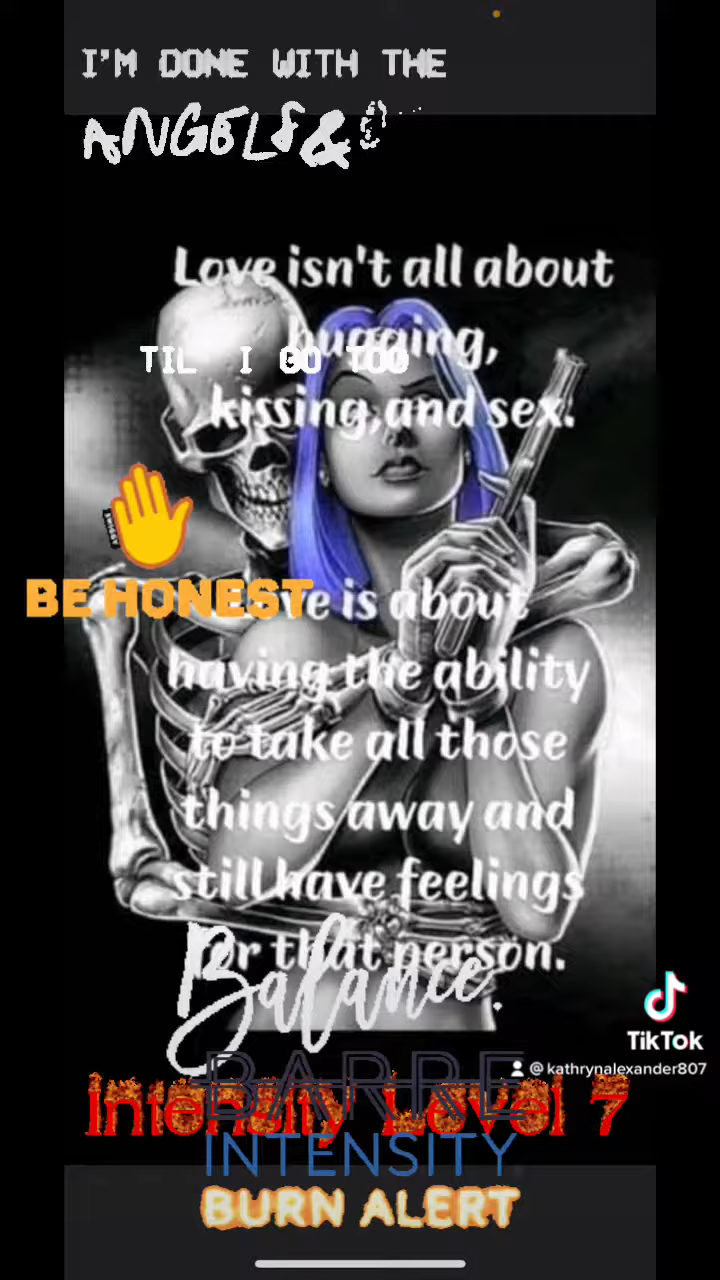 I'M DONE WITH THE
ANGELS&
Love isn't all about
hugging,
TIL I GO TOO
kissing,and sex.
BE HONEST
is about
having the ability
to take all those
things away and
still have feelings
for that person.
Balance.
TikTok
@kathrynalexander807
BARRE
Intensity Level 7
INTENSITY
BURN ALERT